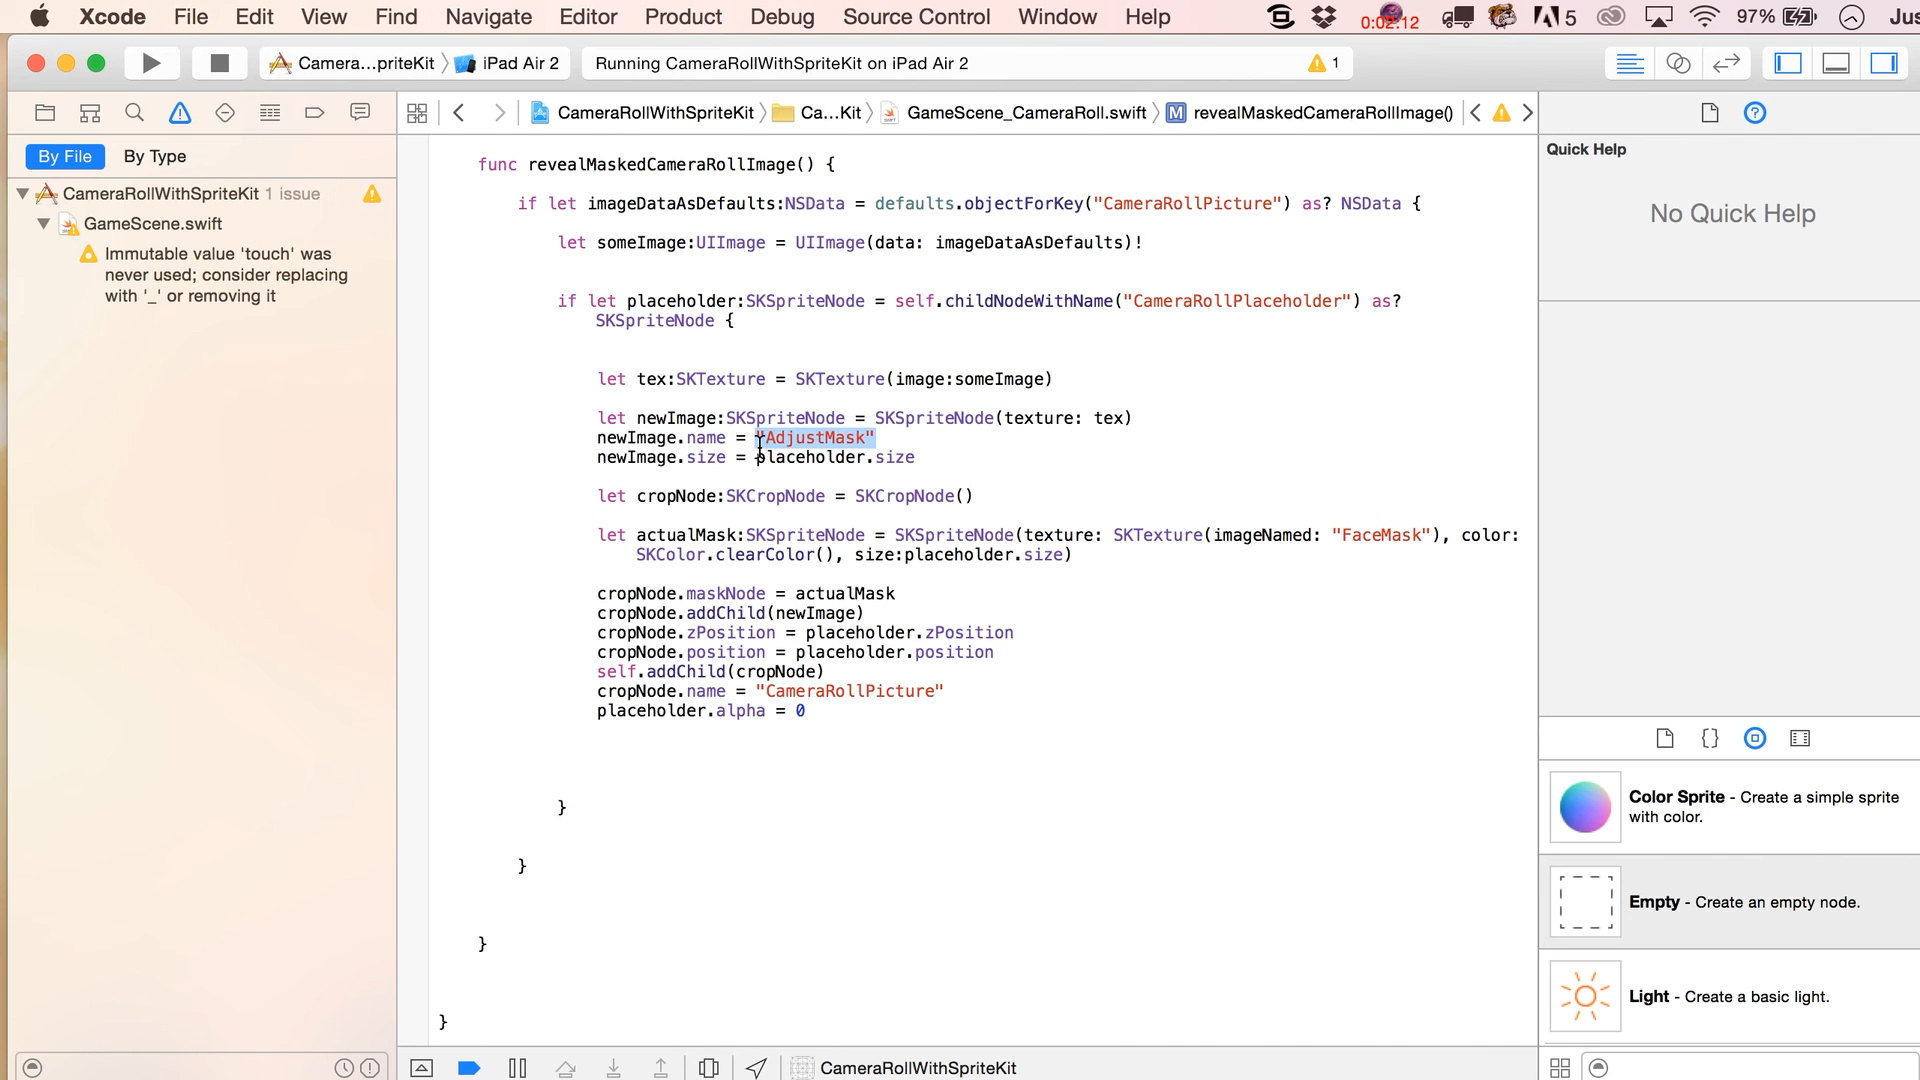 Xcode File Edit View Find Navigate Editor Product Debug Source Control Window Help 0:02:12 5 97% Jus
Camera...priteKit iPad Air 2 Running CameraRollWithSpriteKit on iPad Air 2 1
CameraRollWithSpriteKit Ca...Kit GameScene_CameraRoll.swift M revealMaskedCameraRollImage()
By File By Type
CameraRollWithSpriteKit 1 issue
GameScene.swift
Immutable value 'touch' was
never used; consider replacing
with '_' or removing it
func revealMaskedCameraRollImage() {
if let imageDataAsDefaults:NSData = defaults.objectForKey("CameraRollPicture") as? NSData {
let someImage:UIImage = UIImage(data: imageDataAsDefaults)!
if let placeholder:SKSpriteNode = self.childNodeWithName("CameraRollPlaceholder") as?
SKSpriteNode {
let tex:SKTexture = SKTexture(image:someImage)
let newImage:SKSpriteNode = SKSpriteNode(texture: tex)
newImage.name = "AdjustMask"
newImage.size = placeholder.size
let cropNode:SKCropNode = SKCropNode()
let actualMask:SKSpriteNode = SKSpriteNode(texture: SKTexture(imageNamed: "FaceMask"), color:
SKColor.clearColor(), size:placeholder.size)
cropNode.maskNode = actualMask
cropNode.addChild(newImage)
cropNode.zPosition = placeholder.zPosition
cropNode.position = placeholder.position
self.addChild(cropNode)
cropNode.name = "CameraRollPicture"
placeholder.alpha = 0
}
}
}
}
CameraRollWithSpriteKit
Quick Help
No Quick Help
{}
Color Sprite - Create a simple sprite
with color.
Empty - Create an empty node.
Light - Create a basic light.